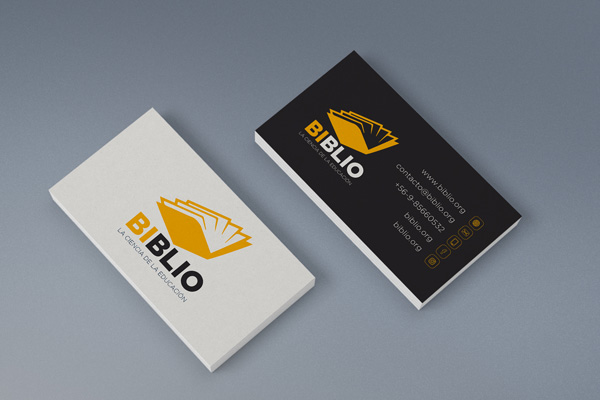 BIBLIO
LA CIENCIA DE LA EDUCACIÓN
BIBLIO
LA CIENCIA DE LA EDUCACIÓN
www.biblio.org
contacto@biblio.org
+56-9-85660532
biblio.org
biblio.org